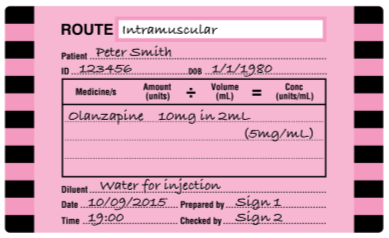 ROUTE Intramuscular
Patient Peter Smith
ID 123456 DOB 1/1/1980
Medicine/s Amount (units) ÷ Volume (mL) = Conc (units/mL)
Olanzapine 10mg in 2mL
(5mg/mL)
Diluent Water for injection
Date 10/09/2015 Prepared by Sign 1
Time 19:00 Checked by Sign 2